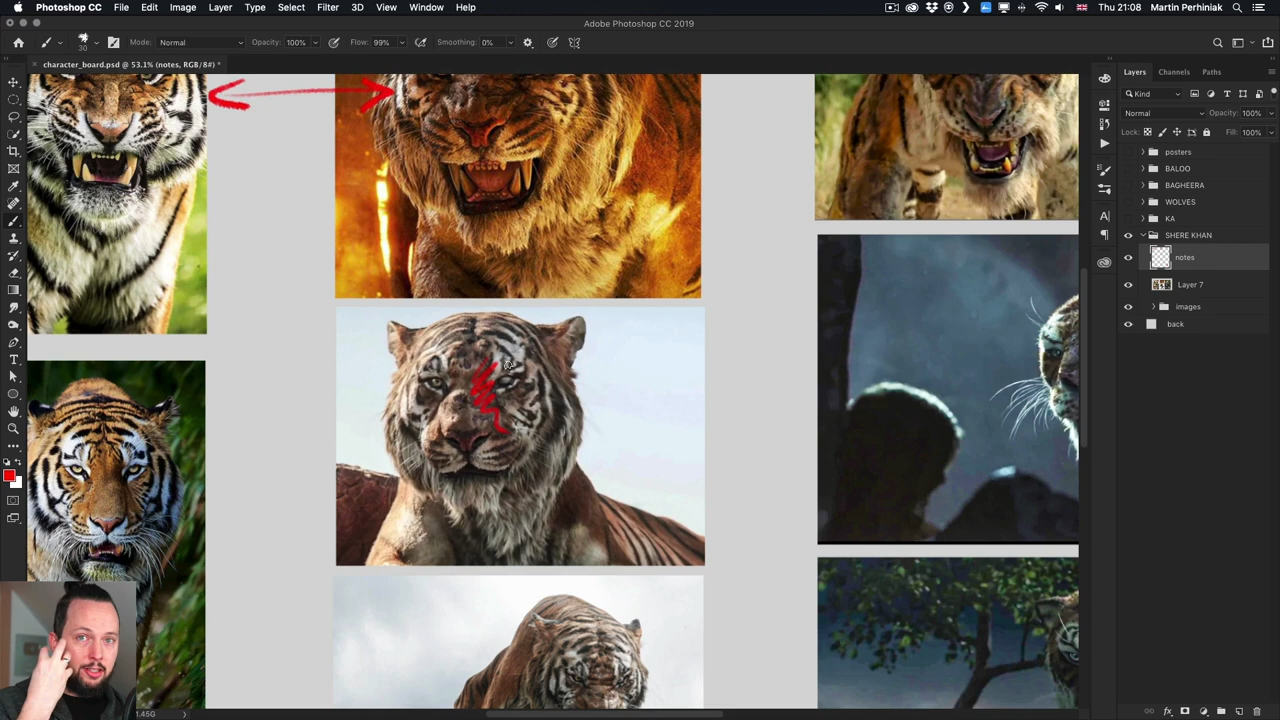 Photoshop CC File Edit Image Layer Type Select Filter 3D View Window Help Thu 21:08 Martin Perhiniak
Adobe Photoshop CC 2019
30 Mode: Normal Opacity: 100% Flow: 99% Smoothing: 0%
character_board.psd @ 53.1% (notes, RGB/8#) *
Layers Channels Paths
Kind
Normal Opacity: 100%
Lock: Fill: 100%
posters
BALOO
BAGHEERA
WOLVES
KA
SHERE KHAN
notes
Layer 7
images
back
1.45G